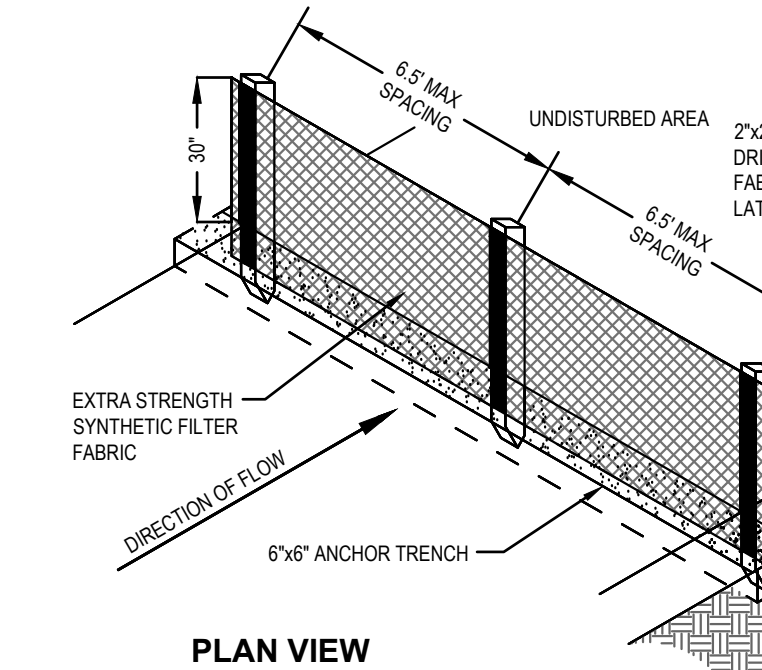 6.5' MAX
SPACING
UNDISTURBED AREA
30"
6.5' MAX
SPACING
EXTRA STRENGTH
SYNTHETIC FILTER
FABRIC
DIRECTION OF FLOW
6"x6" ANCHOR TRENCH
PLAN VIEW